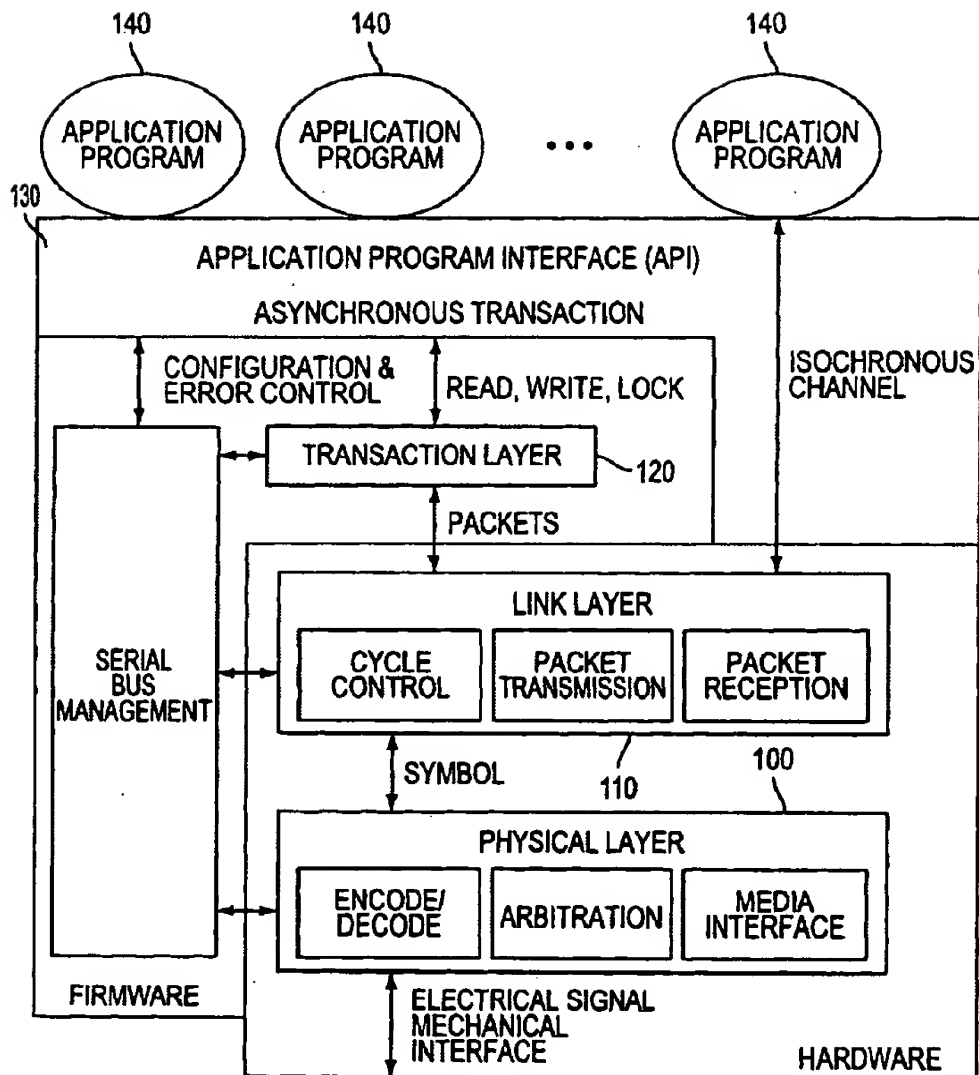 140
140
140
APPLICATION
PROGRAM
APPLICATION
PROGRAM
•••
APPLICATION
PROGRAM
130
APPLICATION PROGRAM INTERFACE (API)
ASYNCHRONOUS TRANSACTION
CONFIGURATION &
ERROR CONTROL
READ, WRITE, LOCK
ISOCHRONOUS
CHANNEL
TRANSACTION LAYER
120
PACKETS
LINK LAYER
CYCLE
CONTROL
PACKET
TRANSMISSION
PACKET
RECEPTION
SERIAL
BUS
MANAGEMENT
SYMBOL
110
100
PHYSICAL LAYER
ENCODE/
DECODE
ARBITRATION
MEDIA
INTERFACE
FIRMWARE
ELECTRICAL SIGNAL
MECHANICAL
INTERFACE
HARDWARE